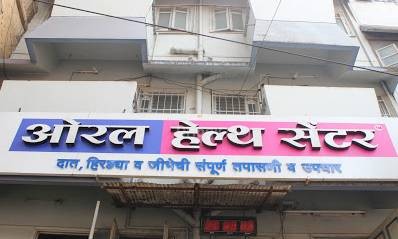 ओरल हेल्थ सेंटर
दात, हिरड्या व जीभेची संपूर्ण तपासणी व उपचार